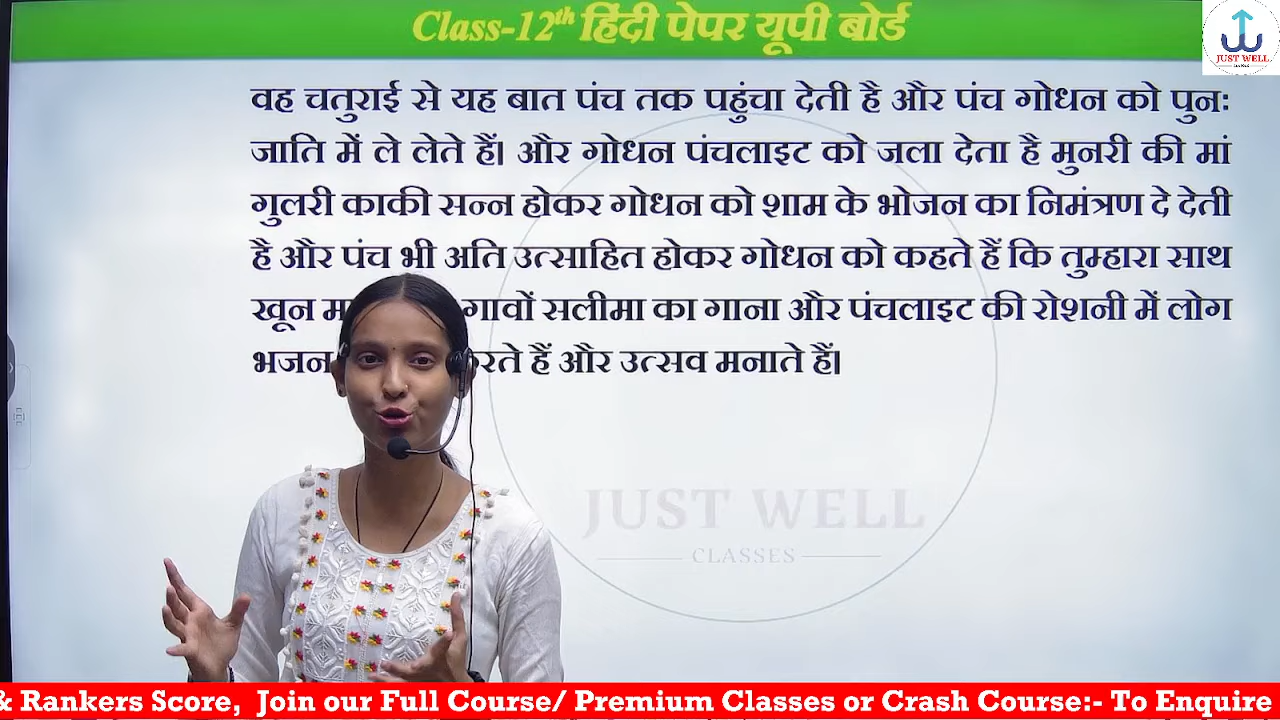 Class-12th हिंदी पेपर यूपी बोर्ड
JUST WELL
वह चतुराई से यह बात पंच तक पहुंचा देती है और पंच गोधन को पुनः
जाति में ले लेते हैं। और गोधन पंचलाइट को जला देता है मुनरी की मां
गुलरी काकी सन्न होकर गोधन को शाम के भोजन का निमंत्रण दे देती
है और पंच भी अति उत्साहित होकर गोधन को कहते हैं कि तुम्हारा साथ
खून गावों सलीमा का गाना और पंचलाइट की रोशनी में लोग
भजन हैं और उत्सव मनाते हैं।
JUST WELL
CLASSES
& Rankers Score, Join our Full Course/ Premium Classes or Crash Course:- To Enquire